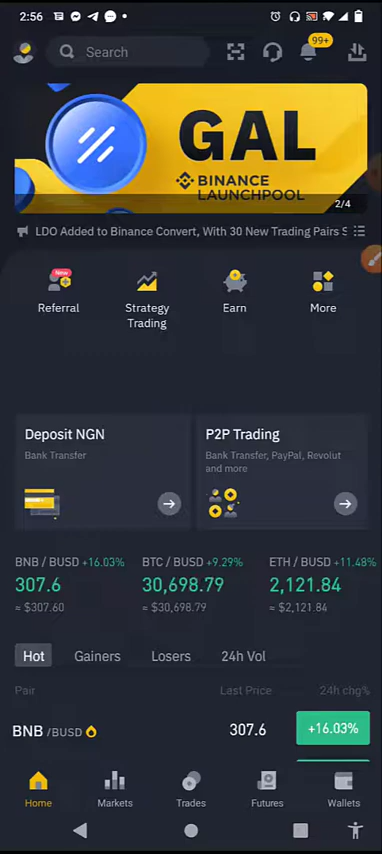 2:56
99+
Search
GAL
BINANCE
LAUNCHPOOL
2/4
LDO Added to Binance Convert, With 30 New Trading Pairs S
New
Referral
Strategy
Trading
Earn
More
Deposit NGN
Bank Transfer
P2P Trading
Bank Transfer, PayPal, Revolut
and more
BNB / BUSD +16.03%
307.6
≈ $307.60
BTC / BUSD +9.29%
30,698.79
≈ $30,698.79
ETH / BUSD +11.48%
2,121.84
≈ $2,121.84
Hot Gainers Losers 24h Vol
Pair Last Price 24h chg%
BNB /BUSD 307.6 +16.03%
Home Markets Trades Futures Wallets